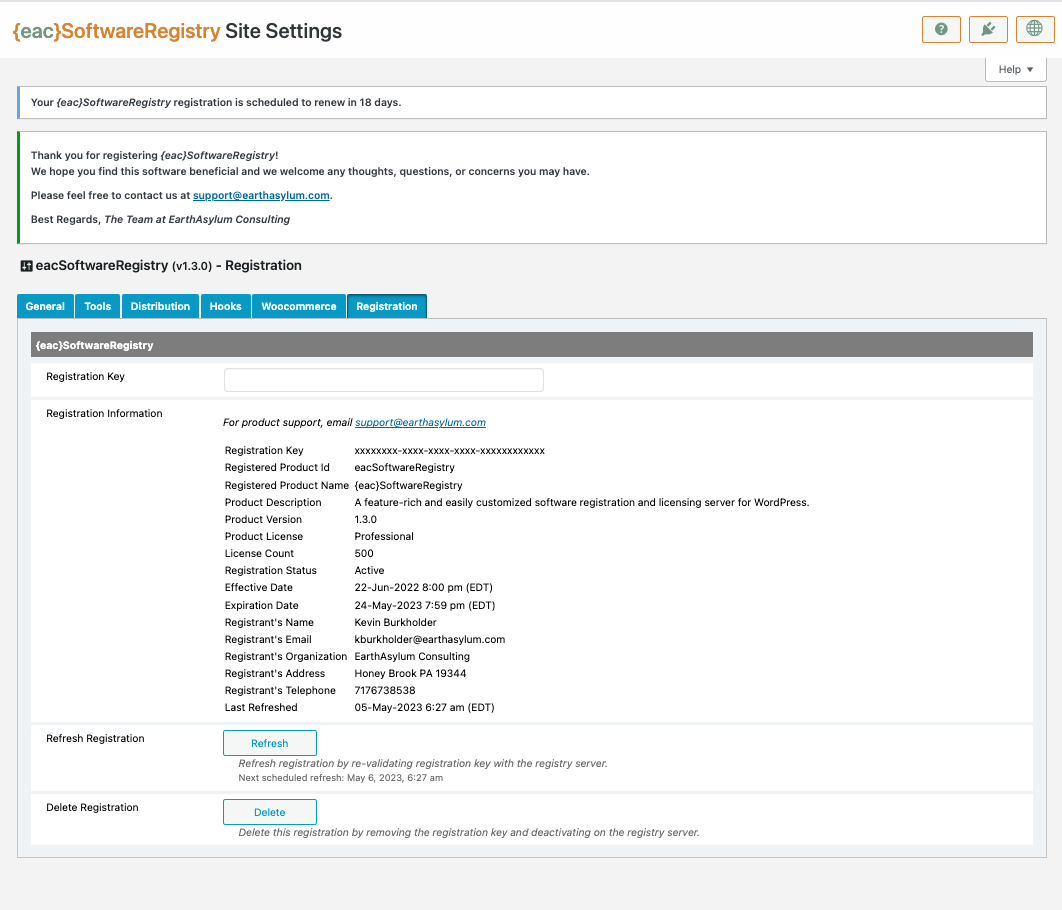 {eac}SoftwareRegistry Site Settings
Help ▼
Your {eac}SoftwareRegistry registration is scheduled to renew in 18 days.
Thank you for registering {eac}SoftwareRegistry!
We hope you find this software beneficial and we welcome any thoughts, questions, or concerns you may have.
Please feel free to contact us at support@earthasylum.com.
Best Regards, The Team at EarthAsylum Consulting
eacSoftwareRegistry (v1.3.0) - Registration
General Tools Distribution Hooks Woocommerce Registration
{eac}SoftwareRegistry
Registration Key
Registration Information
For product support, email support@earthasylum.com
Registration Key xxxxxxxx-xxxx-xxxx-xxxx-xxxxxxxxxxxx
Registered Product Id eacSoftwareRegistry
Registered Product Name {eac}SoftwareRegistry
Product Description A feature-rich and easily customized software registration and licensing server for WordPress.
Product Version 1.3.0
Product License Professional
License Count 500
Registration Status Active
Effective Date 22-Jun-2022 8:00 pm (EDT)
Expiration Date 24-May-2023 7:59 pm (EDT)
Registrant's Name Kevin Burkholder
Registrant's Email kburkholder@earthasylum.com
Registrant's Organization EarthAsylum Consulting
Registrant's Address Honey Brook PA 19344
Registrant's Telephone 7176738538
Last Refreshed 05-May-2023 6:27 am (EDT)
Refresh Registration
Refresh
Refresh registration by re-validating registration key with the registry server.
Next scheduled refresh: May 6, 2023, 6:27 am
Delete Registration
Delete
Delete this registration by removing the registration key and deactivating on the registry server.